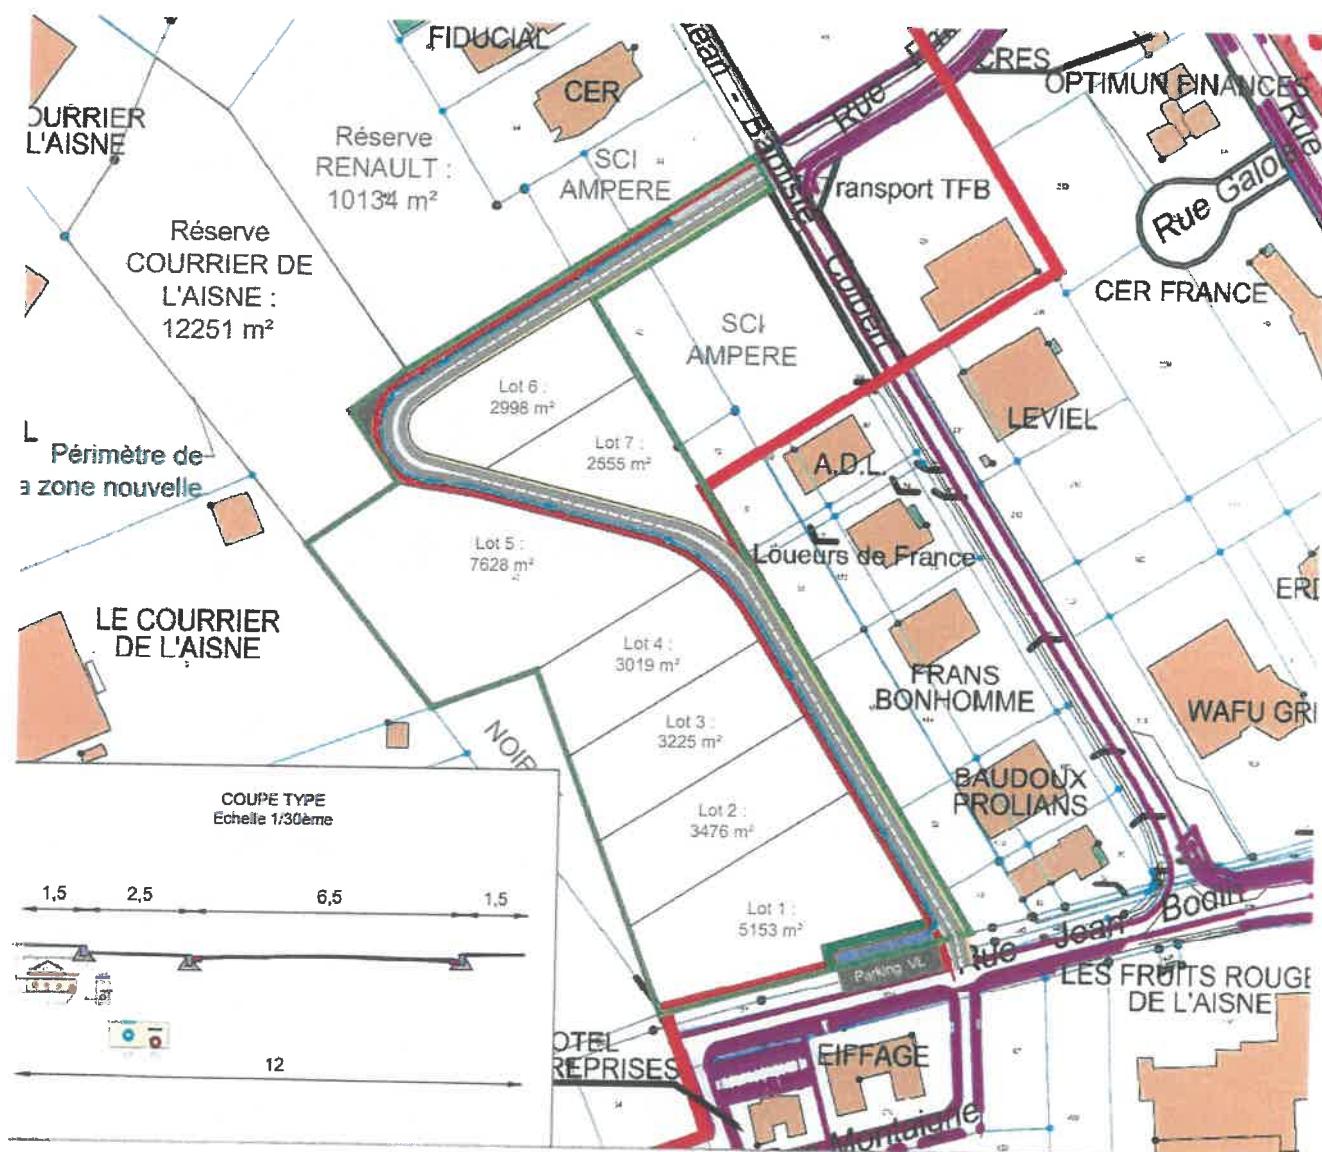 FIDUCIAL
CER
CRES
OPTIMUN FINANCES
OURRIER
L'AISNE
Réserve
RENAULT :
10134 m²
SCI
AMPERE
Jean - Baptiste Colbert
Rue
Rue
Transport TFB
Rue Galois
CER FRANCE
Réserve
COURRIER DE
L'AISNE :
12251 m²
SCI
AMPERE
Lot 6 :
2998 m²
LEVIEL
Lot 7 :
2555 m²
A.D.L.
L
Périmètre de
a zone nouvelle
Lot 5 :
7628 m²
Loueurs de France
LE COURRIER
DE L'AISNE
Lot 4 :
3019 m²
FRANS
BONHOMME
WAFU GRI
Lot 3 :
3225 m²
NOIR
BAUDOUX
PROLIANS
Lot 2 :
3476 m²
COUPE TYPE
Echelle 1/30ème
1,5
2,5
6,5
1,5
12
Lot 1 :
5153 m²
Parking VL
Rue Jean Bodin
LES FRUITS ROUGE
DE L'AISNE
OTEL
REPRISES
EIFFAGE
Montaigne